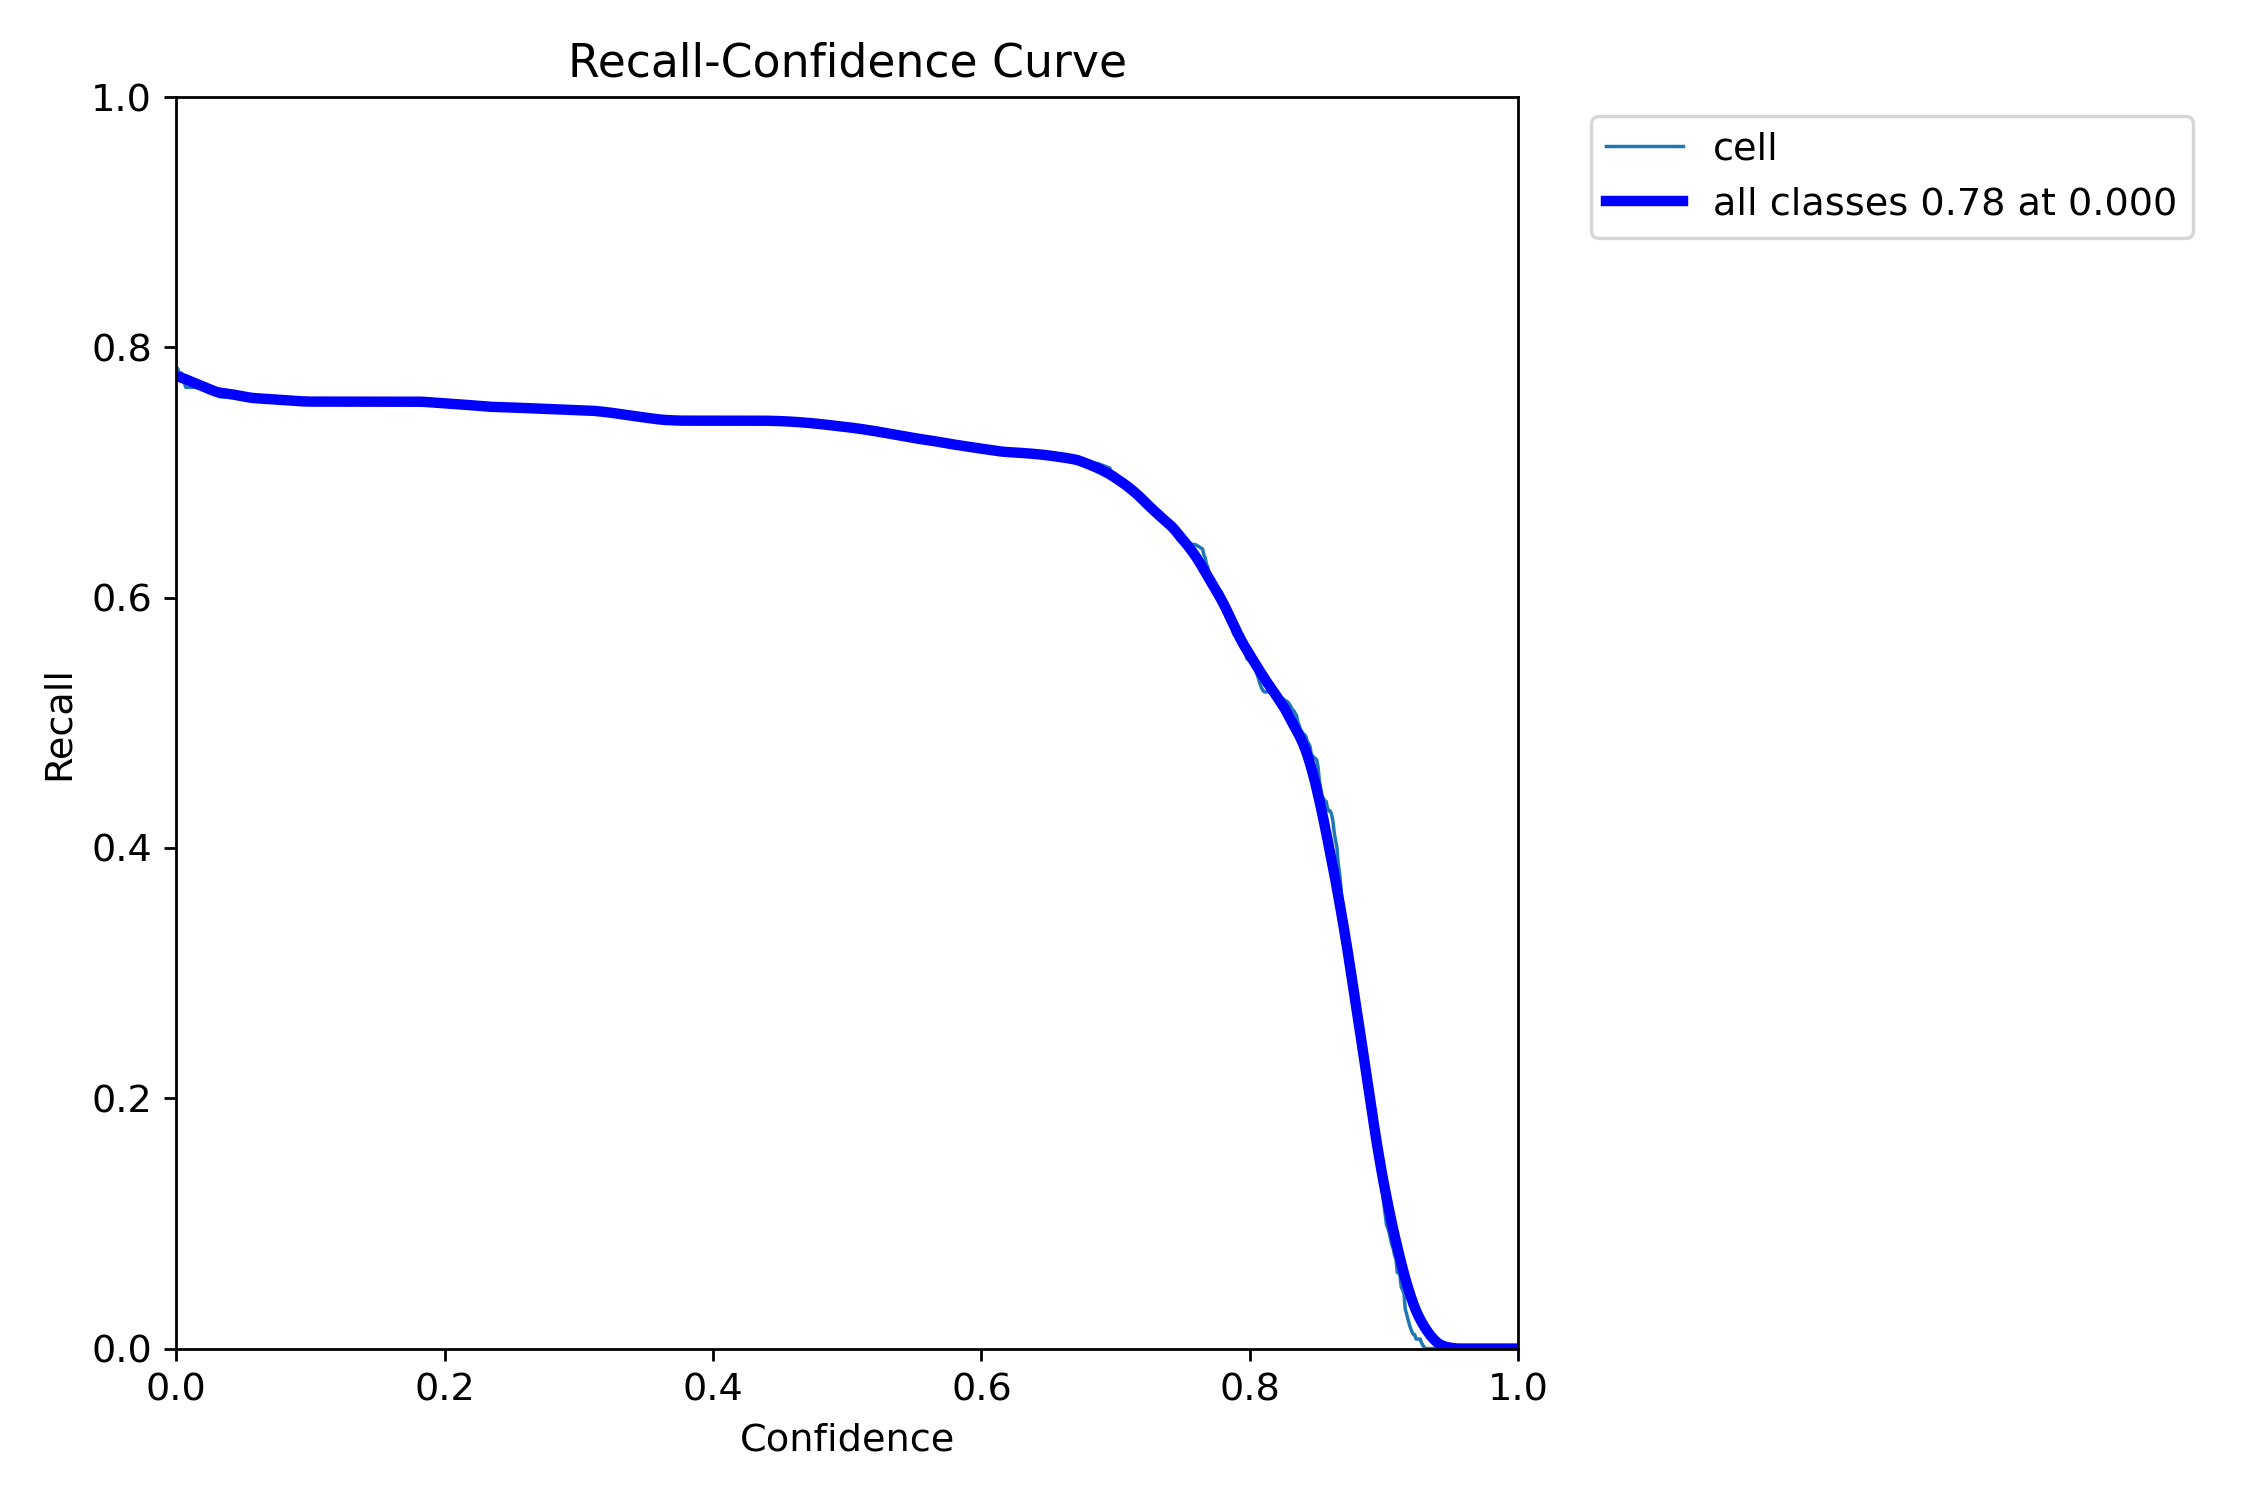 Recall-Confidence Curve
1.0
0.8
0.6
0.4
0.2
0.0
Recall
0.0 0.2 0.4 0.6 0.8 1.0
Confidence
cell
all classes 0.78 at 0.000